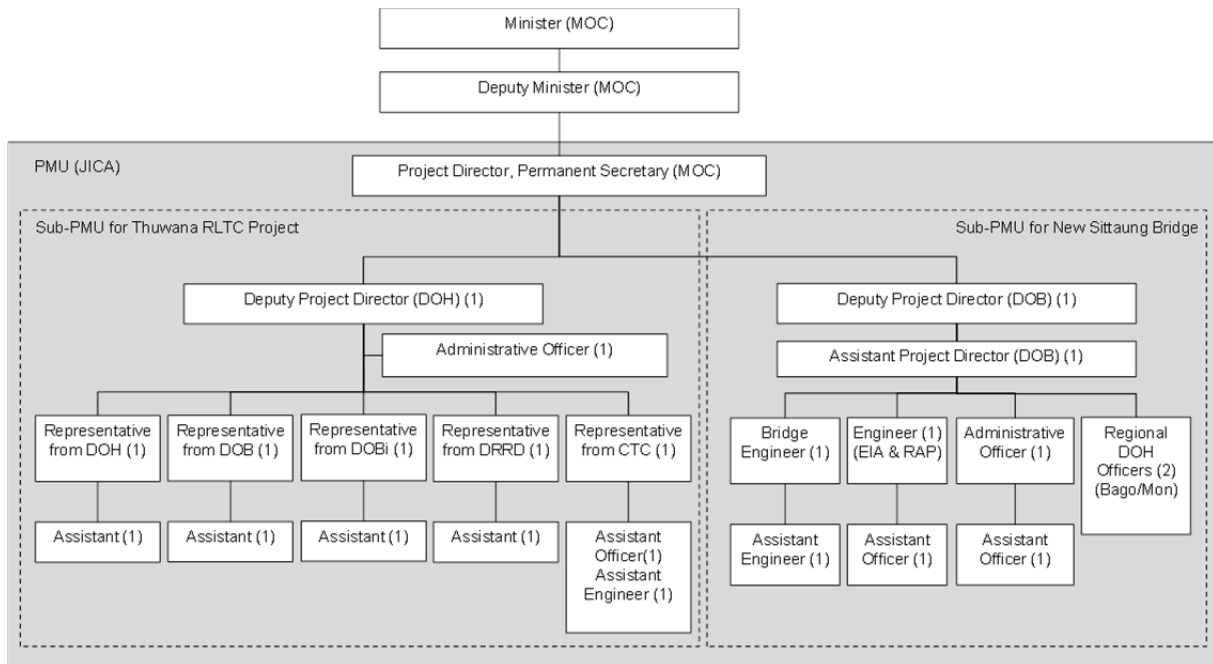 Minister (MOC)
Deputy Minister (MOC)
PMU (JICA)
Project Director, Permanent Secretary (MOC)
Sub-PMU for Thuwana RLTC Project
Sub-PMU for New Sittaung Bridge
Deputy Project Director (DOH) (1)
Administrative Officer (1)
Representative
from DOH (1)
Representative
from DOB (1)
Representative
from DOBi (1)
Representative
from DRRD (1)
Representative
from CTC (1)
Assistant (1)
Assistant (1)
Assistant (1)
Assistant (1)
Assistant
Officer(1)
Assistant
Engineer (1)
Deputy Project Director (DOB) (1)
Assistant Project Director (DOB) (1)
Bridge
Engineer (1)
Engineer (1)
(EIA & RAP)
Administrative
Officer (1)
Regional
DOH
Officers (2)
(Bago/Mon)
Assistant
Engineer (1)
Assistant
Officer (1)
Assistant
Officer (1)